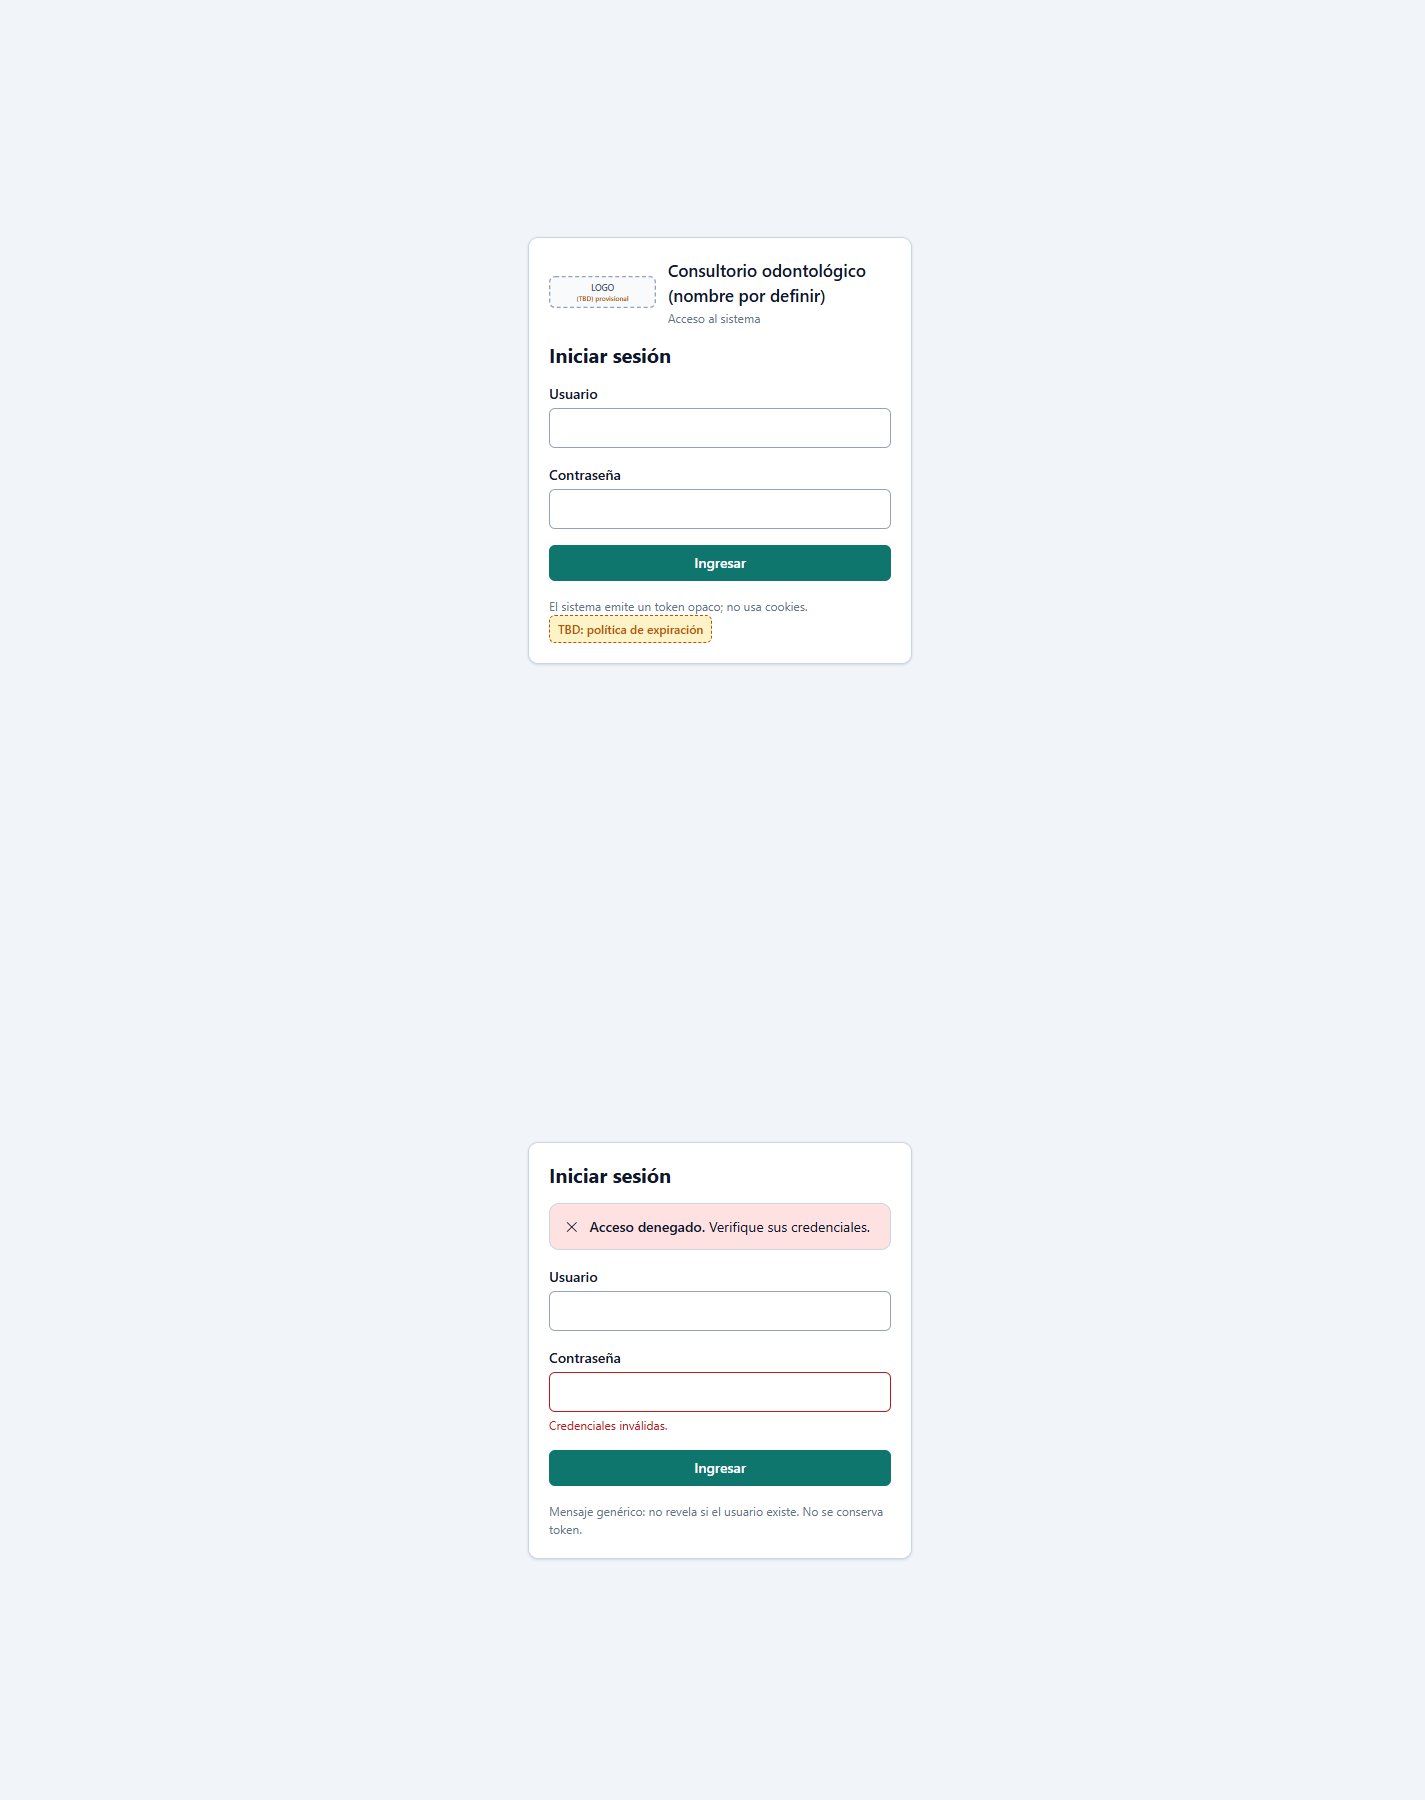 LOGO
(TBD) provisional
Consultorio odontológico
(nombre por definir)
Acceso al sistema
Iniciar sesión
Usuario
Contraseña
Ingresar
El sistema emite un token opaco; no usa cookies.
TBD: política de expiración
Iniciar sesión
Acceso denegado. Verifique sus credenciales.
Usuario
Contraseña
Credenciales inválidas.
Ingresar
Mensaje genérico: no revela si el usuario existe. No se conserva
token.